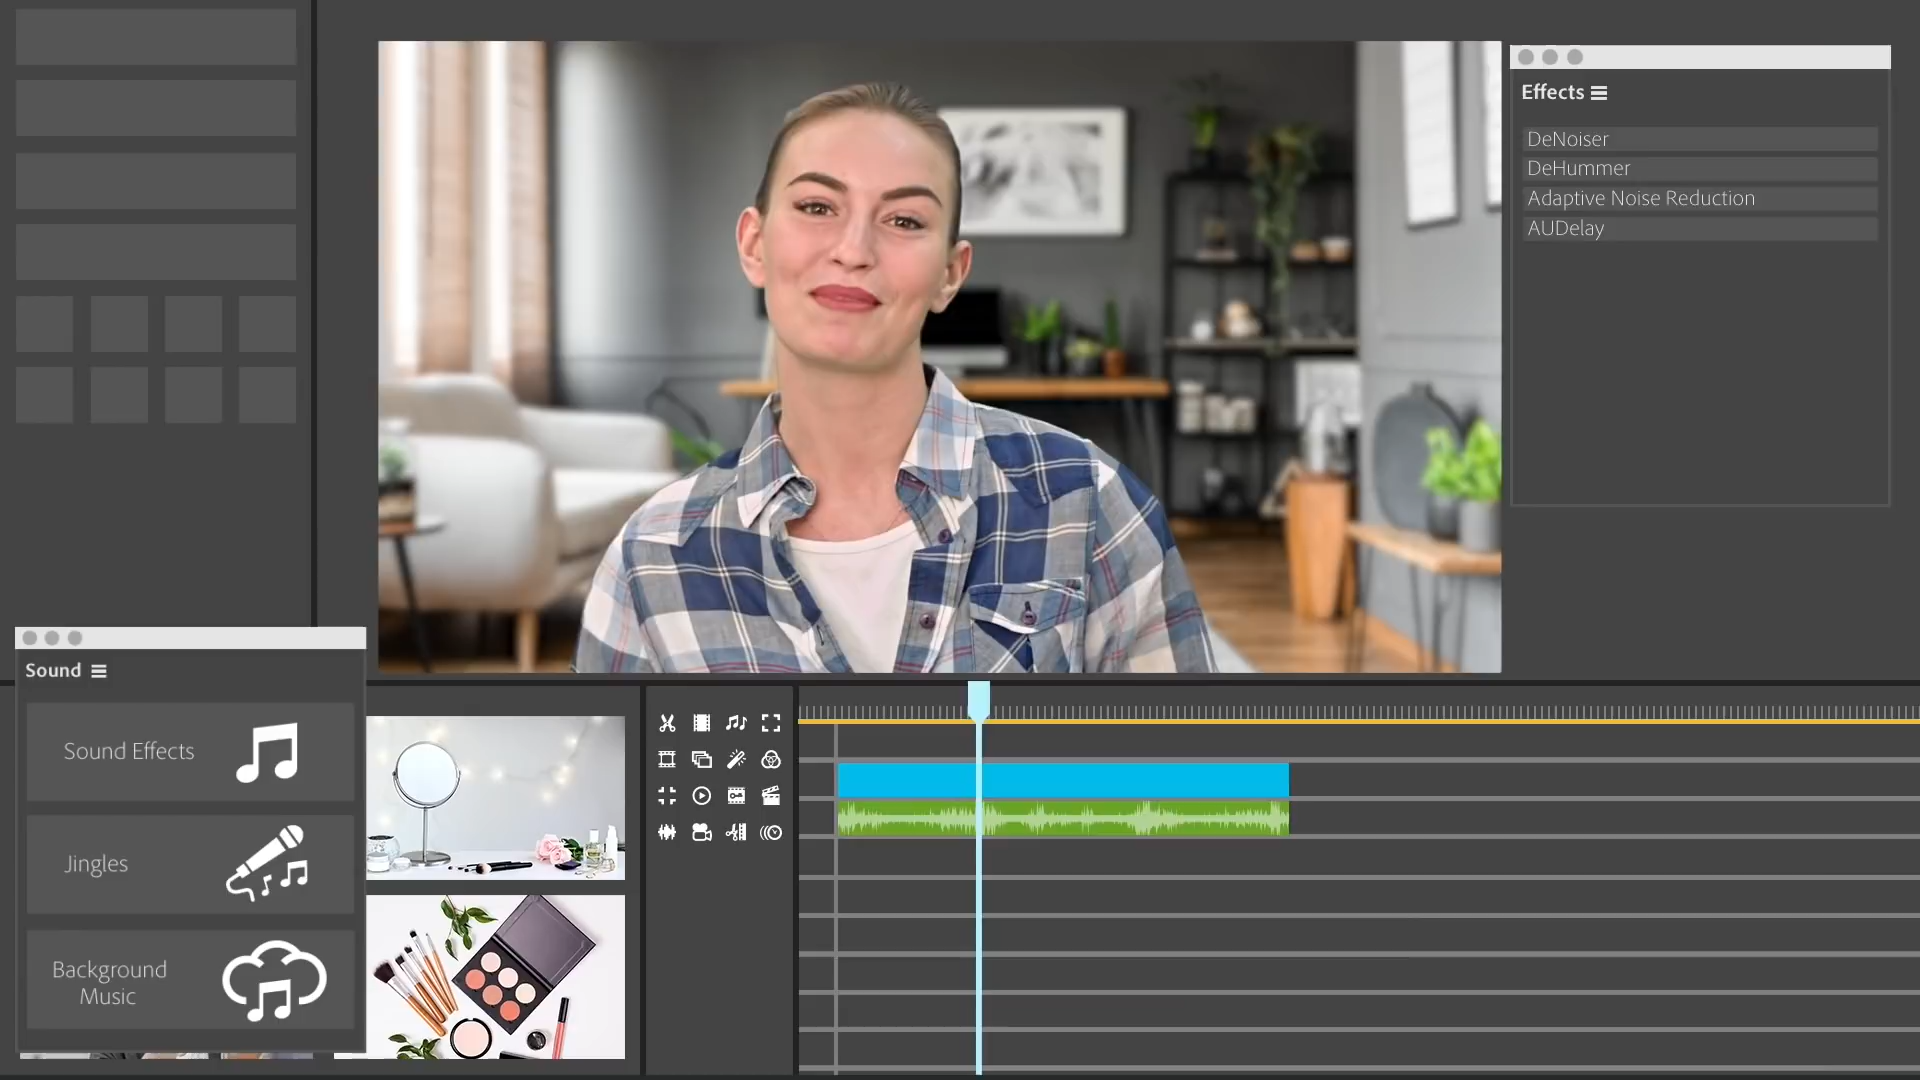 Effects
DeNoiser
DeHummer
Adaptive Noise Reduction
AUDelay
Sound
Sound Effects
Jingles
Background
Music